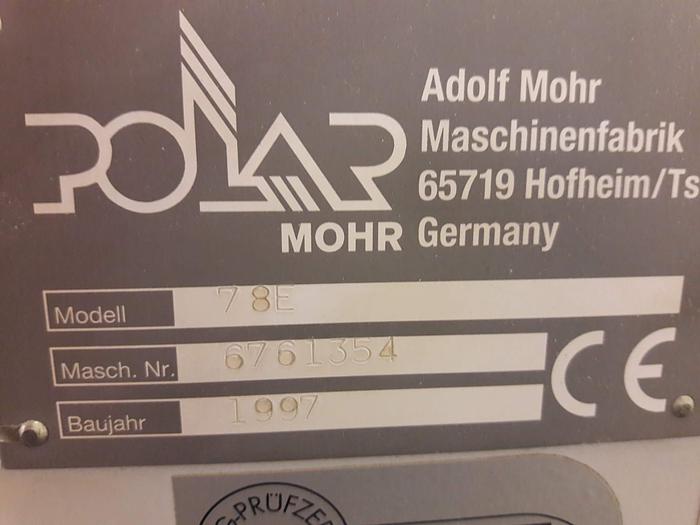 POLAR
MOHR
Adolf Mohr
Maschinenfabrik
65719 Hofheim/Ts
Germany
Modell 78E
Masch. Nr. 6761354
Baujahr 1997
CE